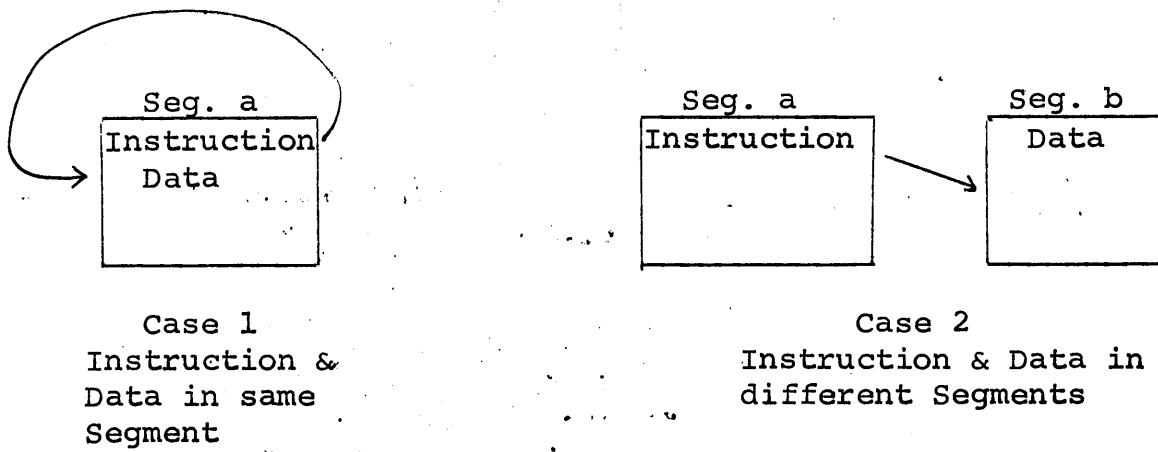 Seg. a
Instruction
Data
Case 1
Instruction &
Data in same
Segment
Seg. a
Instruction
Seg. b
Data
Case 2
Instruction & Data in
different Segments